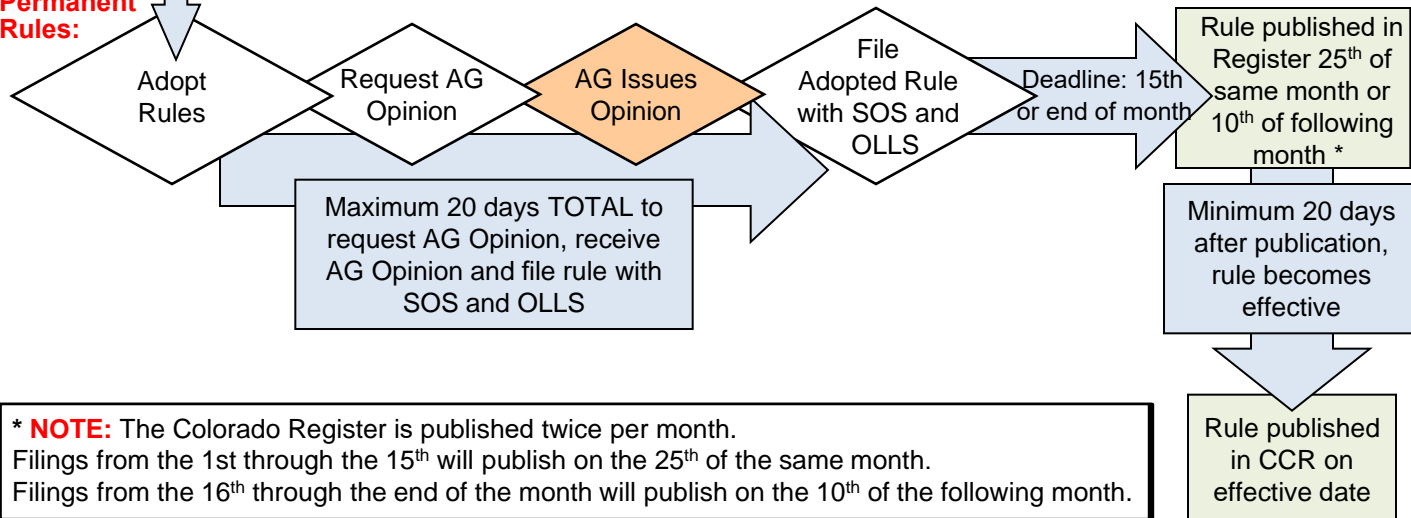 Permanent
Rules:
Adopt
Rules
Request AG
Opinion
AG Issues
Opinion
File
Adopted Rule
with SOS and
OLLS
Deadline: 15th
or end of month
Rule published in
Register 25th of
same month or
10th of following
month *
Maximum 20 days TOTAL to
request AG Opinion, receive
AG Opinion and file rule with
SOS and OLLS
Minimum 20 days
after publication,
rule becomes
effective
Rule published
in CCR on
effective date
* NOTE: The Colorado Register is published twice per month.
Filings from the 1st through the 15th will publish on the 25th of the same month.
Filings from the 16th through the end of the month will publish on the 10th of the following month.